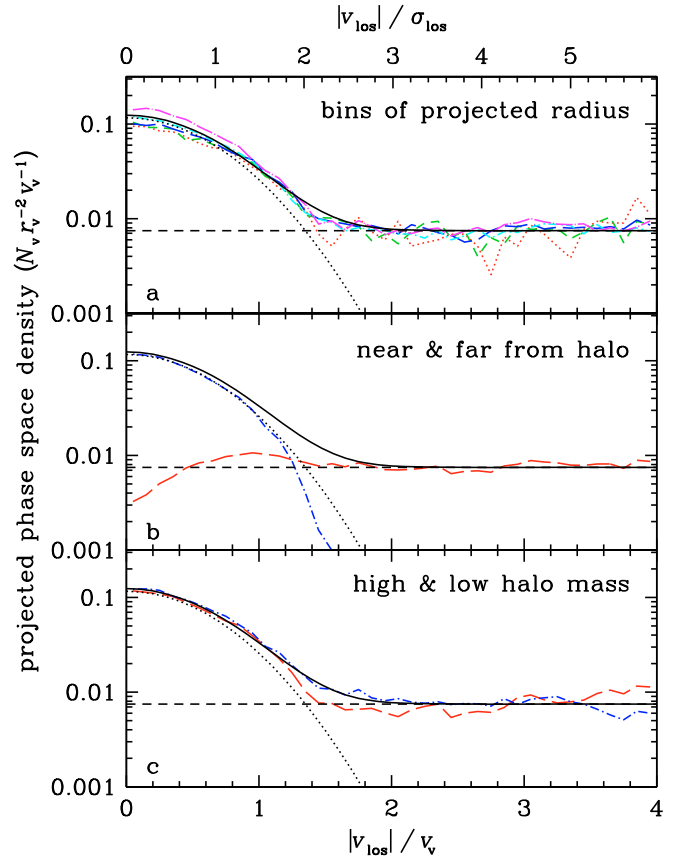 |v_los| / σ_los
0 1 2 3 4 5
bins of projected radius
0.1
0.01
a
0.001
near & far from halo
0.1
0.01
b
0.001
high & low halo mass
0.1
0.01
c
0.001
0 1 2 3 4
|v_los| / v_v
projected phase space density (N_v r_v^-2 v_v^-1)